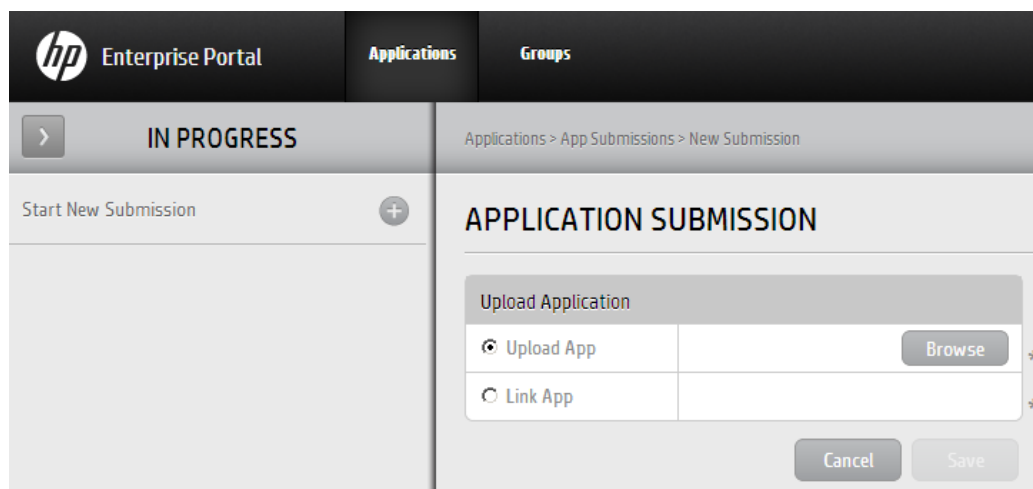 hp Enterprise Portal Applications Groups
IN PROGRESS
Applications > App Submissions > New Submission
Start New Submission
APPLICATION SUBMISSION
Upload Application
Upload App Browse *
Link App *
Cancel Save